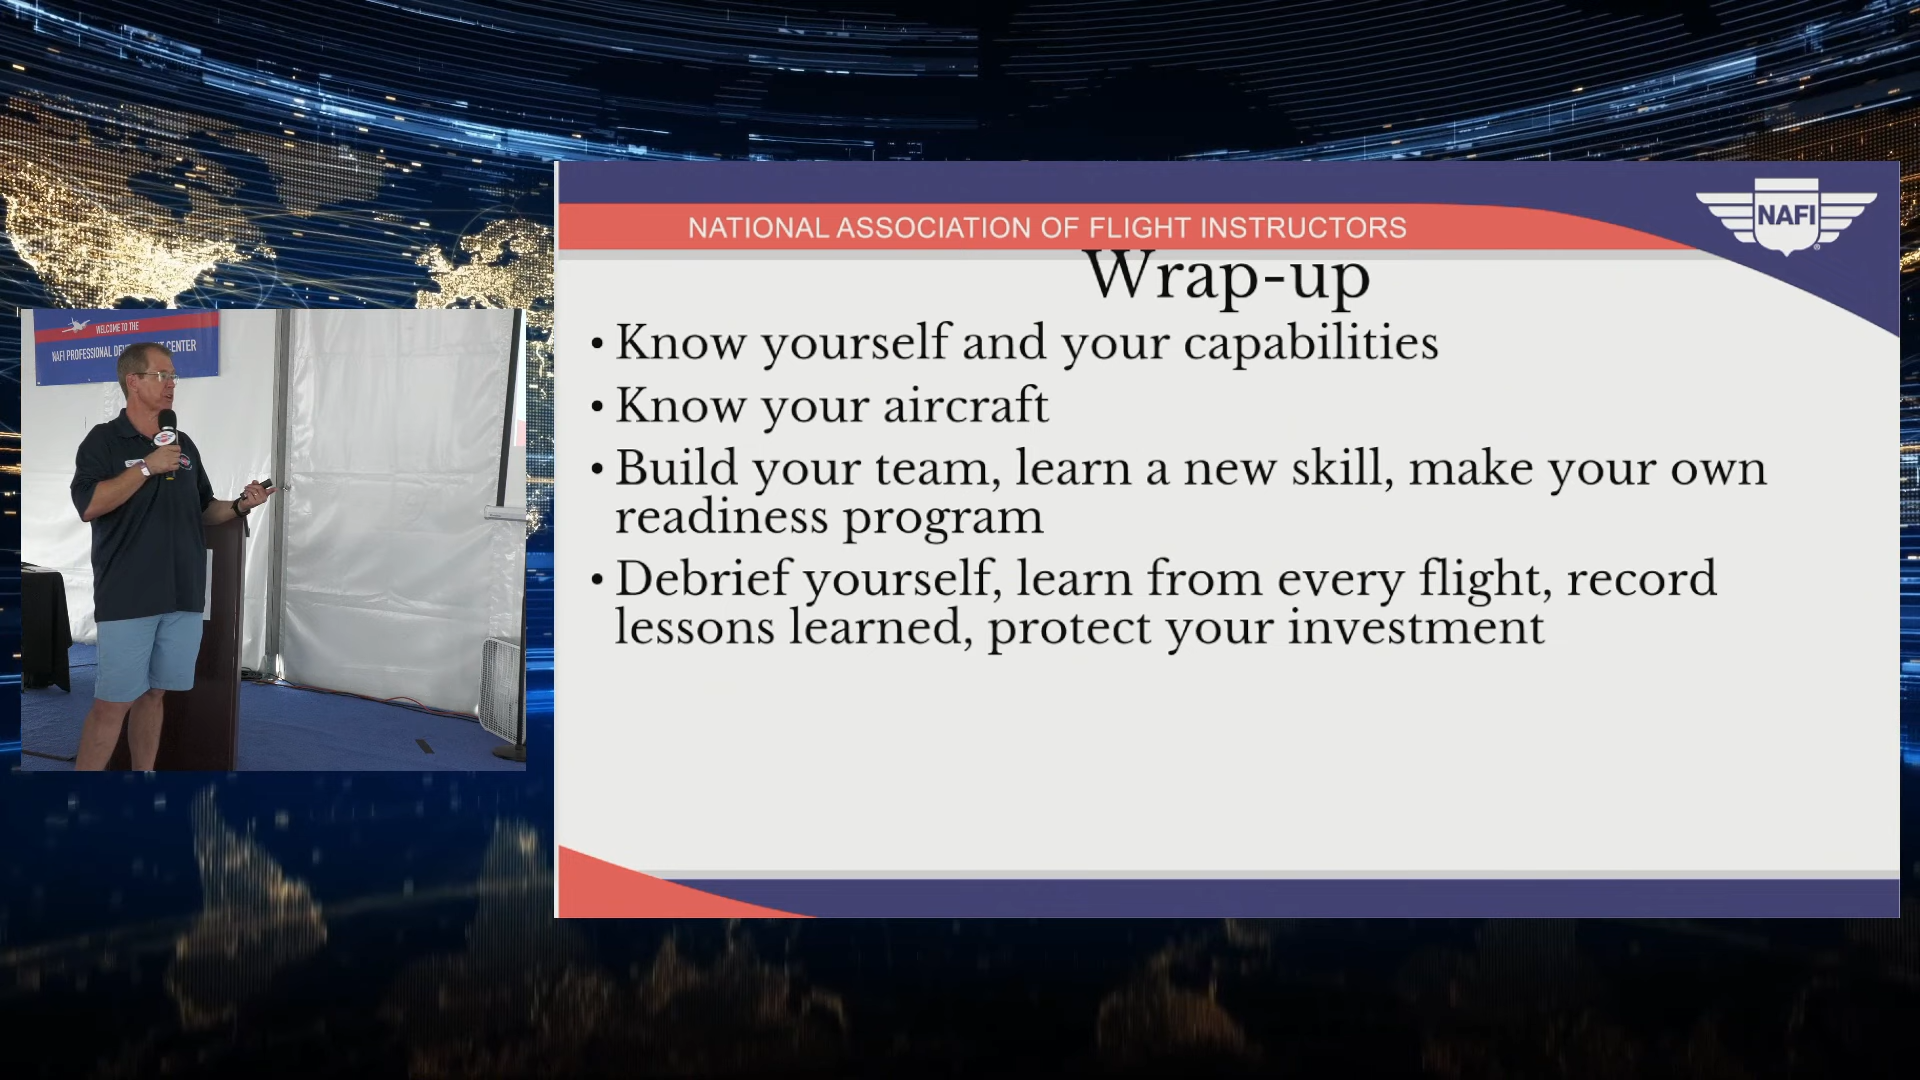 NATIONAL ASSOCIATION OF FLIGHT INSTRUCTORS
NAFI
Wrap-up
• Know yourself and your capabilities
• Know your aircraft
• Build your team, learn a new skill, make your own
readiness program
• Debrief yourself, learn from every flight, record
lessons learned, protect your investment
WELCOME TO THE
NAFI PROFESSIONAL CENTER